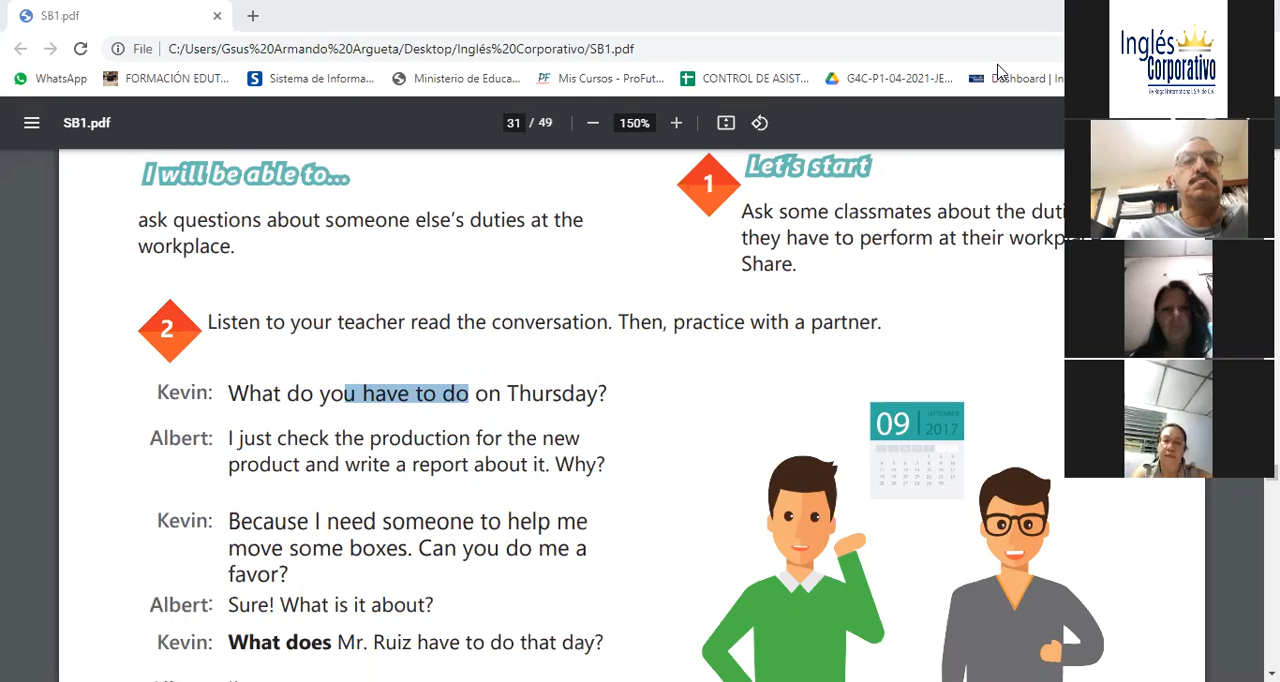 SB1.pdf
File
C:/Users/Gsus%20Armando%20Argueta/Desktop/Inglés%20Corporativo/SB1.pdf
WhatsApp
FORMACIÓN EDUT...
Sistema de Informa...
Ministerio de Educa...
PF Mis Cursos - ProFut...
CONTROL DE ASIST...
G4C-P1-04-2021-JE...
Dashboard | In
Inglés
Corporativo
SB1.pdf
31 / 49
150%
I will be able to...
ask questions about someone else's duties at the
workplace.
1
Let's start
Ask some classmates about the duti
they have to perform at their workplace.
Share.
2
Listen to your teacher read the conversation. Then, practice with a partner.
Kevin: What do you have to do on Thursday?
Albert: I just check the production for the new
product and write a report about it. Why?
Kevin: Because I need someone to help me
move some boxes. Can you do me a
favor?
Albert: Sure! What is it about?
Kevin: What does Mr. Ruiz have to do that day?
09
SEPTEMBER
2017